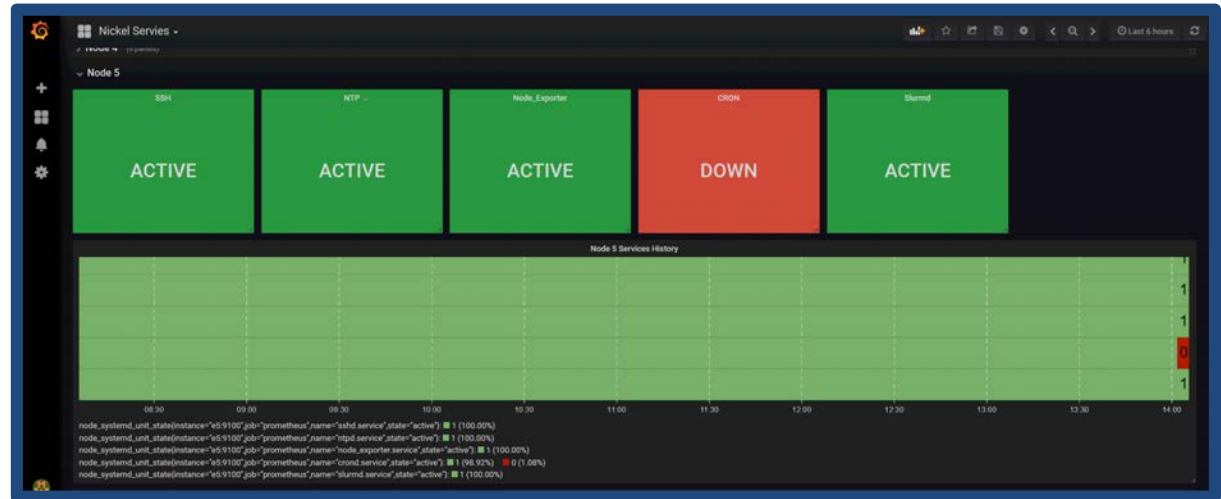 Nickel Servies
Last 6 hours
Node 4 (5 panels)
Node 5
SSH
NTP
Node_Exporter
CRON
Slurmd
ACTIVE
ACTIVE
ACTIVE
DOWN
ACTIVE
Node 5 Services History
1
1
1
0
1
08:30 09:00 09:30 10:00 10:30 11:00 11:30 12:00 12:30 13:00 13:30 14:00
node_systemd_unit_state{instance="e5:9100",job="prometheus",name="sshd.service",state="active"}: 1 (100.00%)
node_systemd_unit_state{instance="e5:9100",job="prometheus",name="ntpd.service",state="active"}: 1 (100.00%)
node_systemd_unit_state{instance="e5:9100",job="prometheus",name="node_exporter.service",state="active"}: 1 (100.00%)
node_systemd_unit_state{instance="e5:9100",job="prometheus",name="crond.service",state="active"}: 1 (98.92%) 0 (1.08%)
node_systemd_unit_state{instance="e5:9100",job="prometheus",name="slurmd.service",state="active"}: 1 (100.00%)